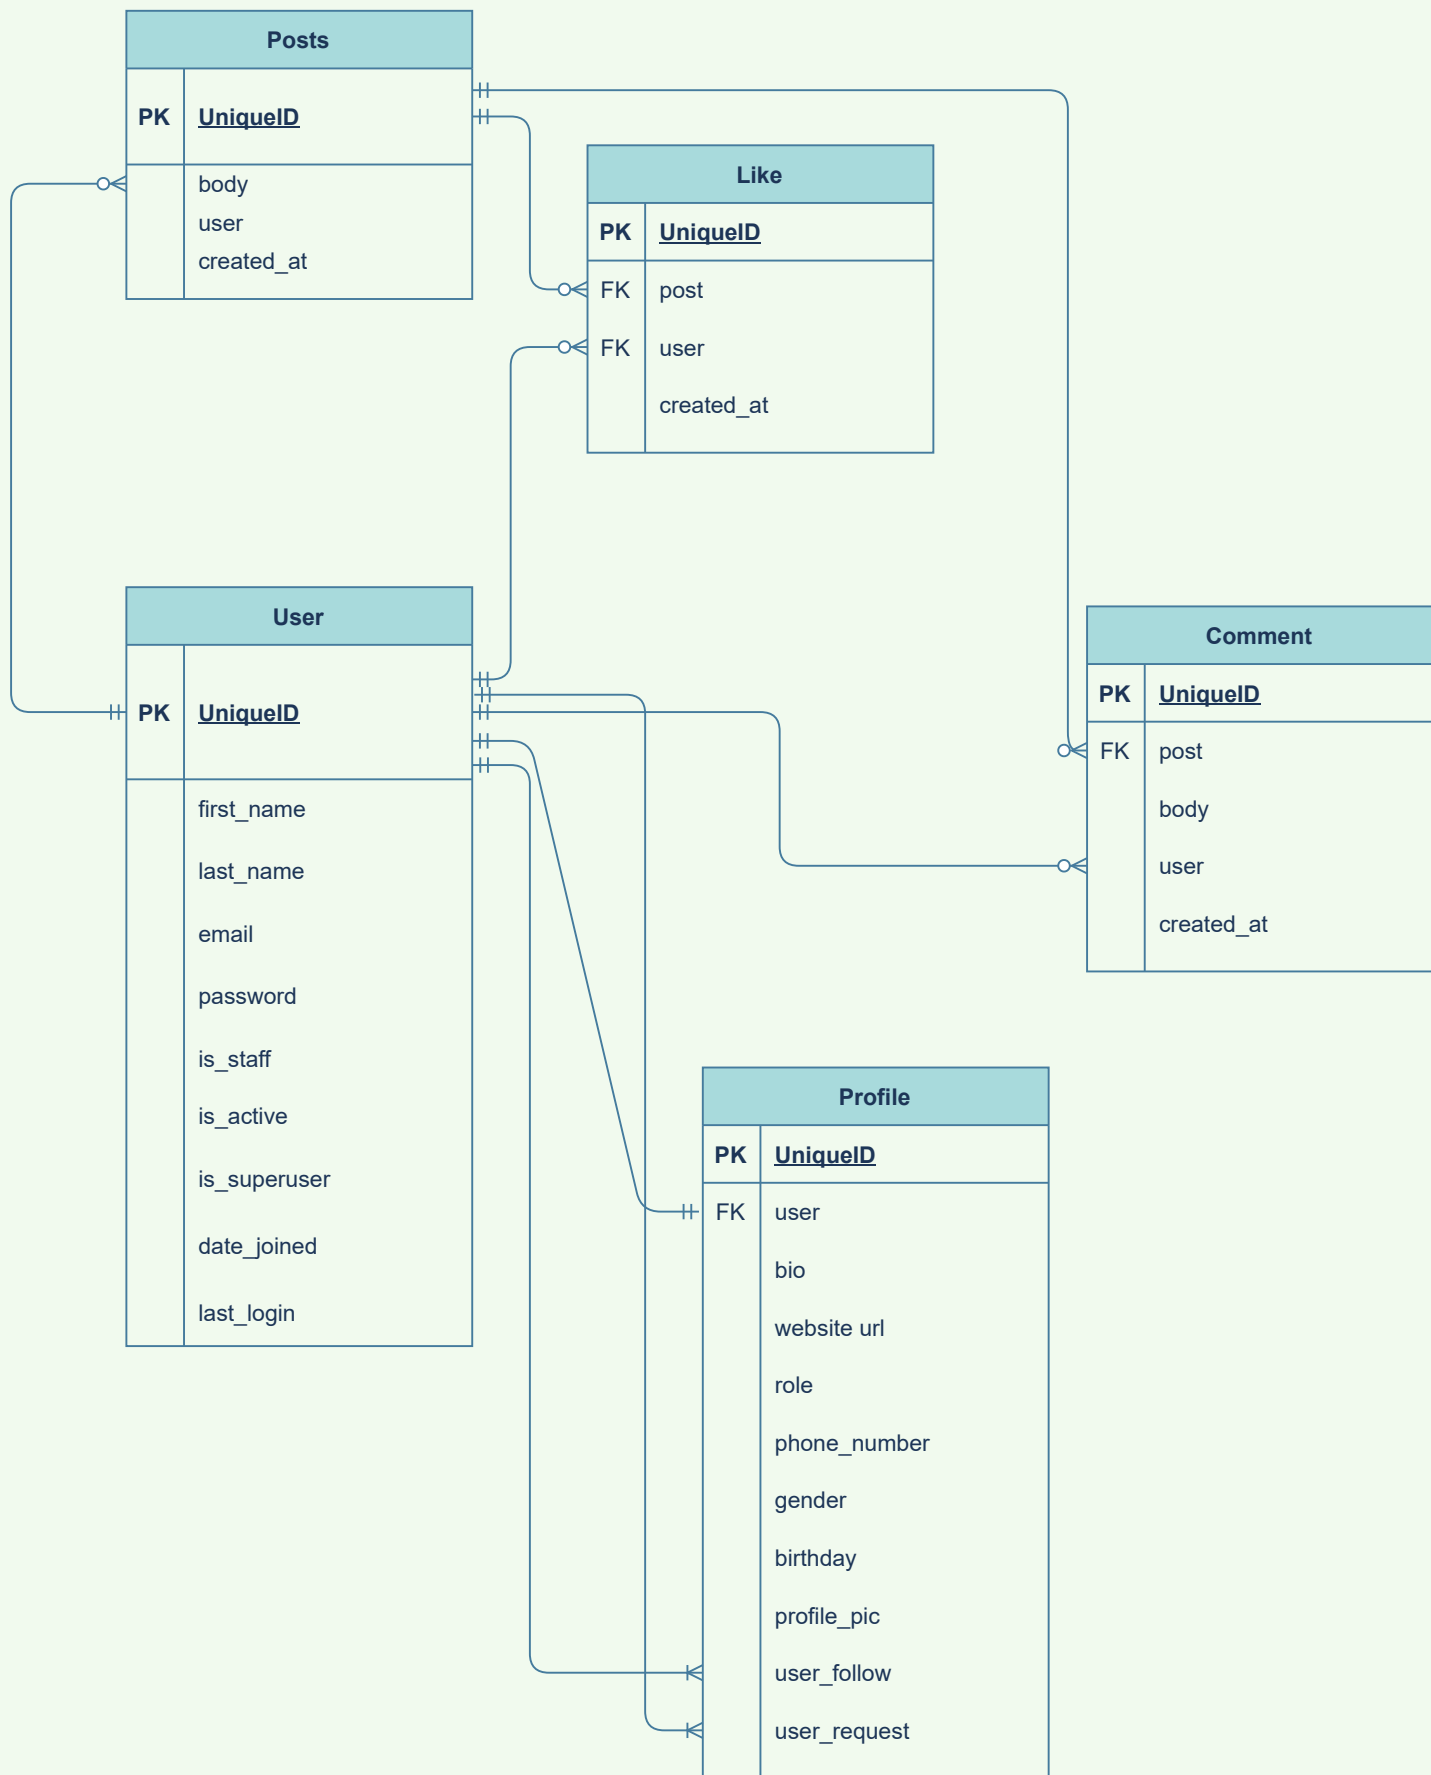 Posts
PK UniqueID
body
user
created_at
Like
PK UniqueID
FK post
FK user
created_at
User
PK UniqueID
first_name
last_name
email
password
is_staff
is_active
is_superuser
date_joined
last_login
Comment
PK UniqueID
FK post
body
user
created_at
Profile
PK UniqueID
FK user
bio
website url
role
phone_number
gender
birthday
profile_pic
user_follow
user_request